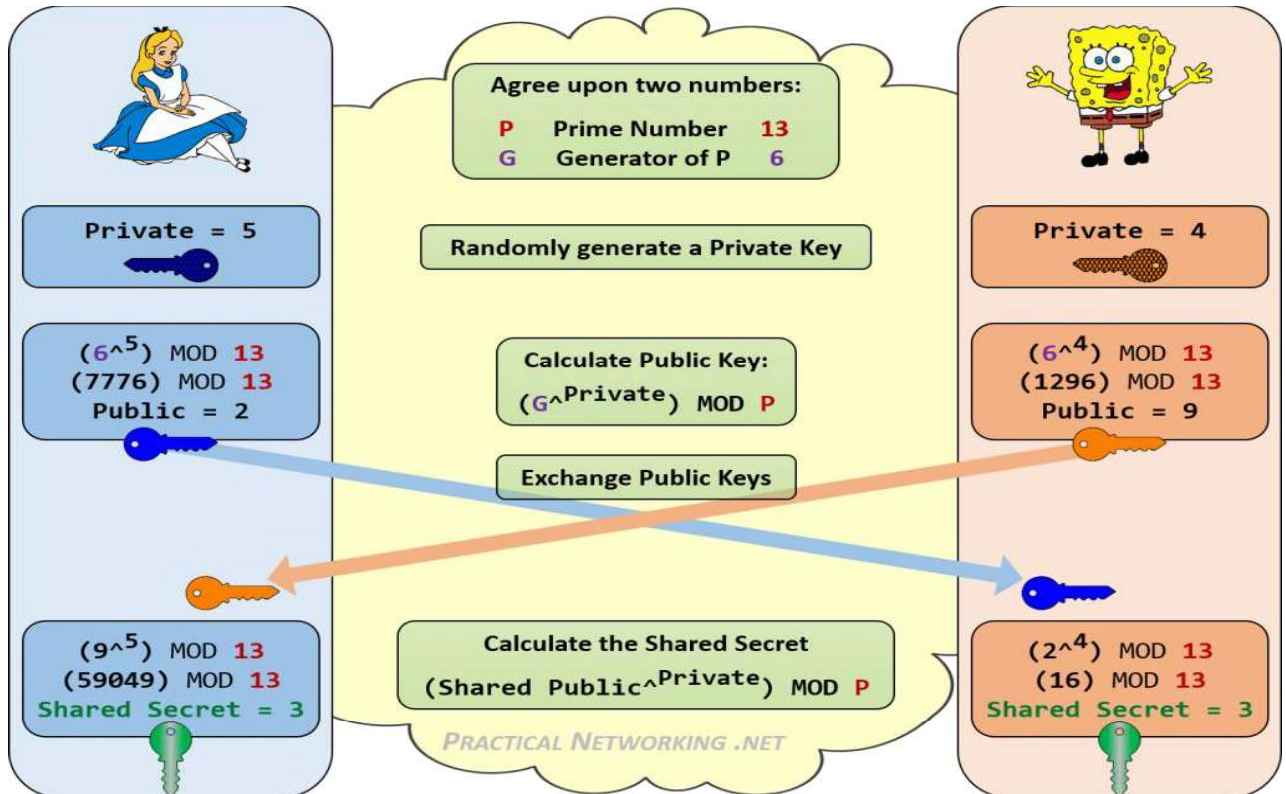 Agree upon two numbers:
P Prime Number 13
G Generator of P 6
Private = 5
Randomly generate a Private Key
Private = 4
(6^5) MOD 13
(7776) MOD 13
Public = 2
Calculate Public Key:
(G^Private) MOD P
(6^4) MOD 13
(1296) MOD 13
Public = 9
Exchange Public Keys
(9^5) MOD 13
(59049) MOD 13
Shared Secret = 3
Calculate the Shared Secret
(Shared Public^Private) MOD P
(2^4) MOD 13
(16) MOD 13
Shared Secret = 3
PRACTICAL NETWORKING .NET